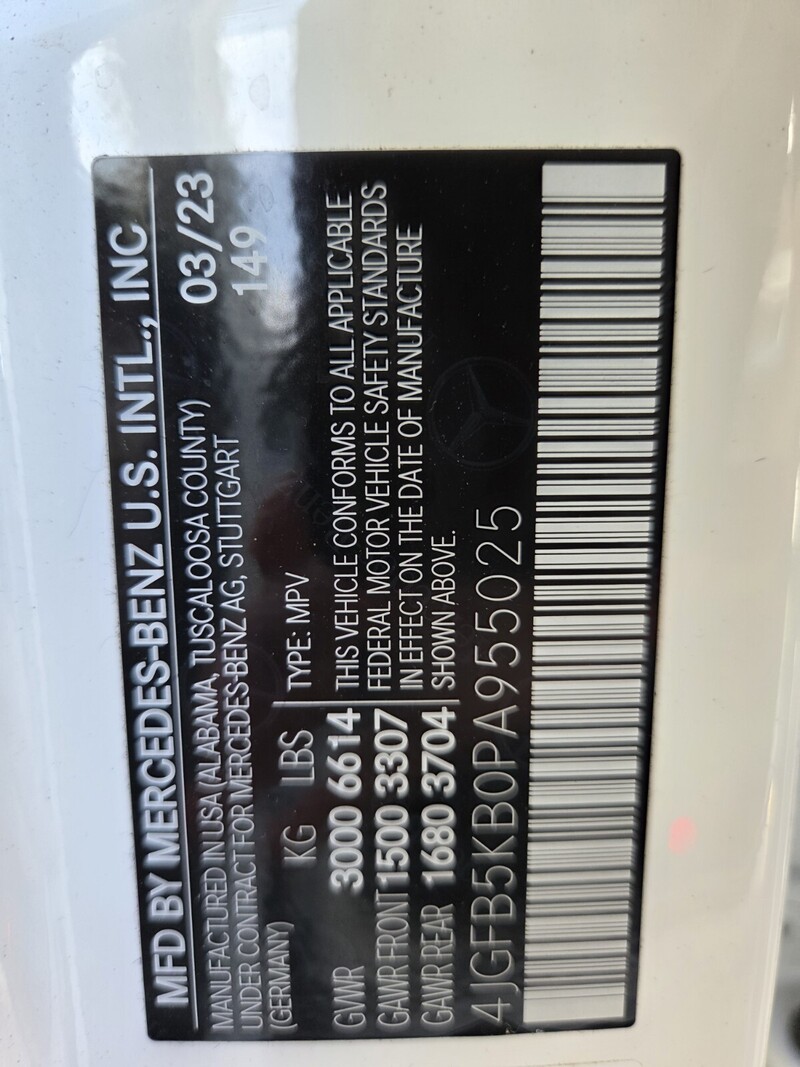 MFD BY MERCEDES-BENZ U.S. INTL., INC
MANUFACTURED IN USA (ALABAMA, TUSCALOOSA COUNTY) 03/23
UNDER CONTRACT FOR MERCEDES-BENZ AG, STUTTGART 149
(GERMANY)
KG LBS TYPE: MPV
GVWR 3000 6614 THIS VEHICLE CONFORMS TO ALL APPLICABLE
GAWR FRONT 1500 3307 FEDERAL MOTOR VEHICLE SAFETY STANDARDS
GAWR REAR 1680 3704 IN EFFECT ON THE DATE OF MANUFACTURE
SHOWN ABOVE.
4JGFB5KB0PA955025